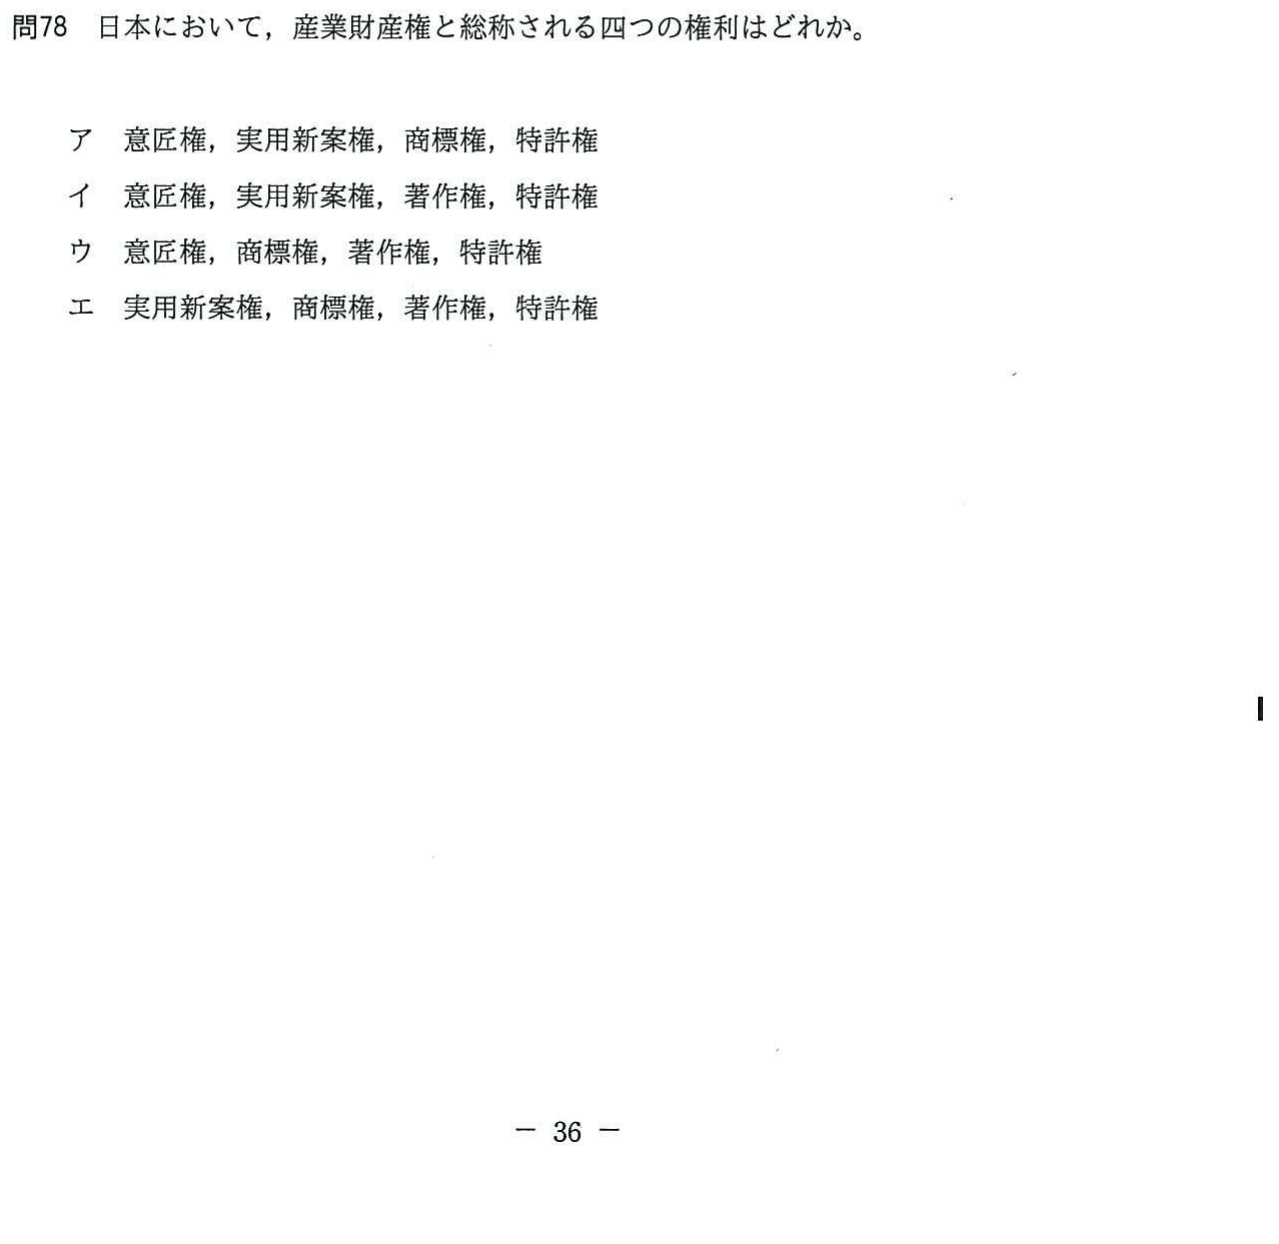 問78　日本において，産業財産権と総称される四つの権利はどれか。
ア　意匠権，実用新案権，商標権，特許権
イ　意匠権，実用新案権，著作権，特許権
ウ　意匠権，商標権，著作権，特許権
エ　実用新案権，商標権，著作権，特許権
－ 36 －